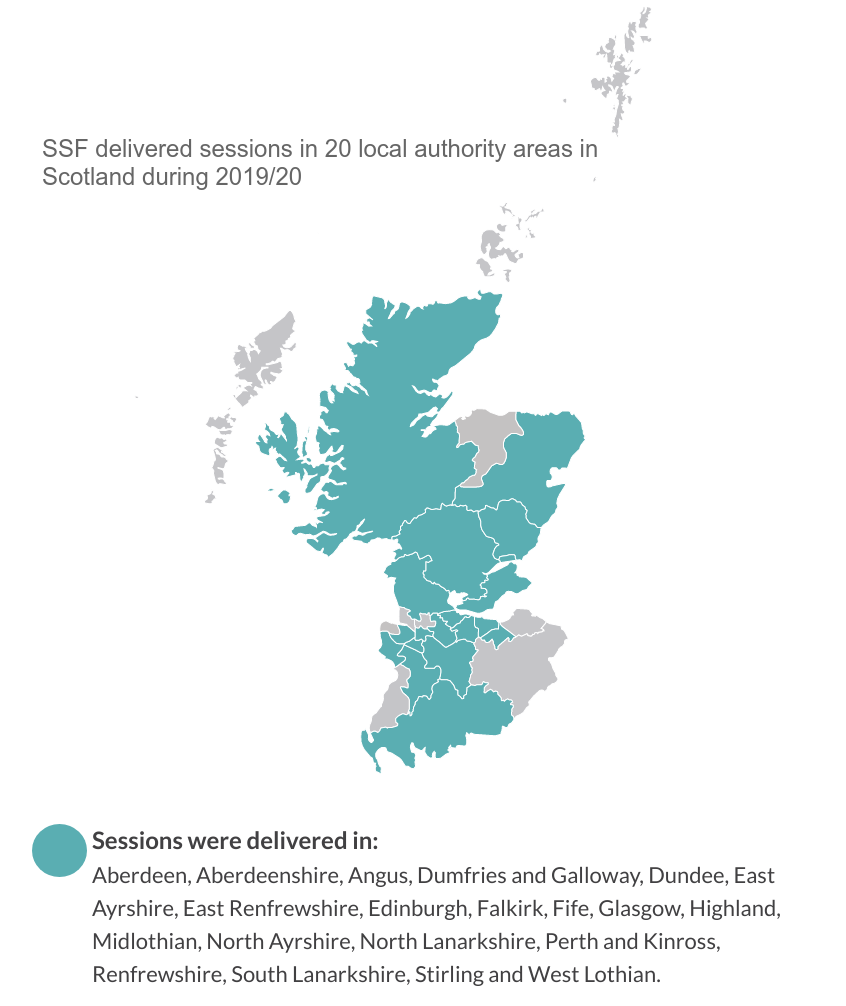 SSF delivered sessions in 20 local authority areas in
Scotland during 2019/20
Sessions were delivered in:
Aberdeen, Aberdeenshire, Angus, Dumfries and Galloway, Dundee, East
Ayrshire, East Renfrewshire, Edinburgh, Falkirk, Fife, Glasgow, Highland,
Midlothian, North Ayrshire, North Lanarkshire, Perth and Kinross,
Renfrewshire, South Lanarkshire, Stirling and West Lothian.